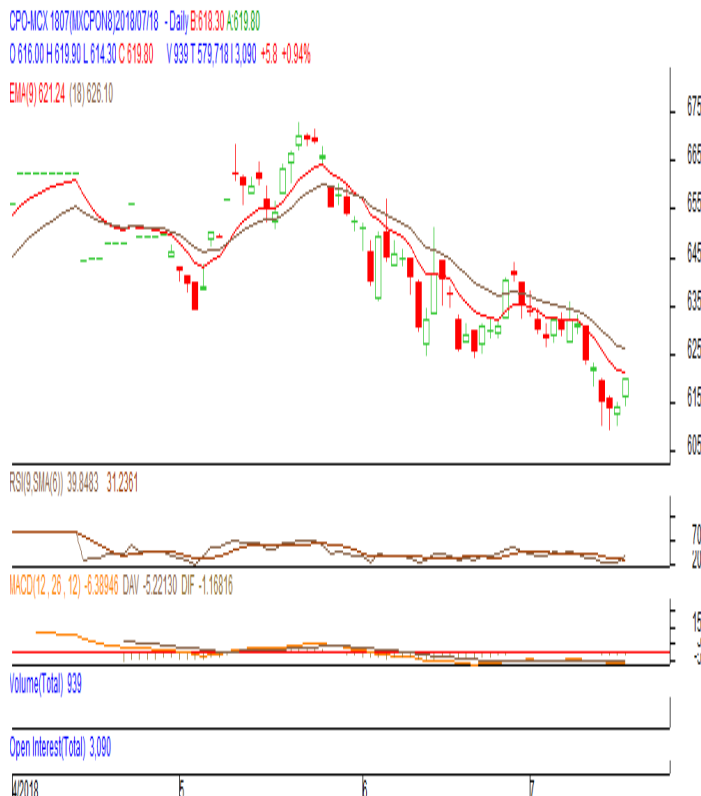 CPO-MCX 1807(MXCPON8)2018/07/18 - Daily B:618.30 A:619.80
O 616.00 H 619.90 L 614.30 C 619.80 V 939 T 579,718 I 3,090 +5.8 +0.94%
EMA(9) 621.24 (18) 626.10
675
665
655
645
635
625
615
605
RSI(9,SMA(6)) 39.8483 31.2361
70
20
MACD(12 , 26 , 12) -6.38946 DAV -5.22130 DIF -1.16816
15
Volume(Total) 939
Open Interest(Total) 3,090
4/2018 5 6 7